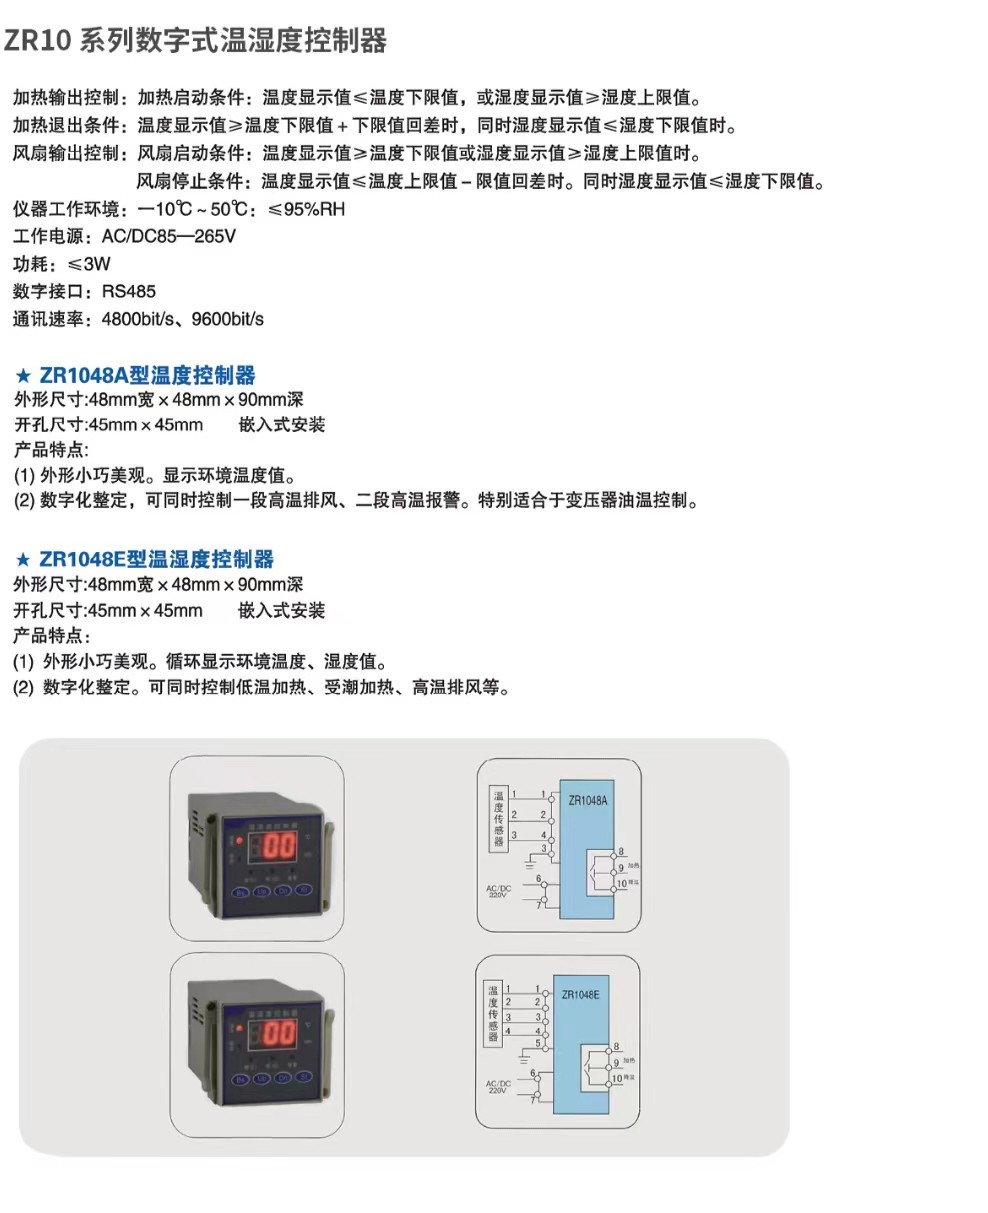 ZR10 系列数字式温湿度控制器
加热输出控制：加热启动条件：温度显示值≤温度下限值，或湿度显示值≥湿度上限值。
加热退出条件：温度显示值≥温度下限值+下限值回差时，同时湿度显示值≤湿度下限值时。
风扇输出控制：风扇启动条件：温度显示值≥温度下限值或湿度显示值≥湿度上限值时。
风扇停止条件：温度显示值≤温度上限值-限值回差时。同时湿度显示值≤湿度下限值。
仪器工作环境：—10℃~50℃：≤95%RH
工作电源：AC/DC85—265V
功耗：≤3W
数字接口：RS485
通讯速率：4800bit/s、9600bit/s
★ ZR1048A型温度控制器
外形尺寸:48mm宽×48mm×90mm深
开孔尺寸:45mm×45mm 嵌入式安装
产品特点:
(1) 外形小巧美观。显示环境温度值。
(2) 数字化整定，可同时控制一段高温排风、二段高温报警。特别适合于变压器油温控制。
★ ZR1048E型温湿度控制器
外形尺寸:48mm宽×48mm×90mm深
开孔尺寸:45mm×45mm 嵌入式安装
产品特点：
(1) 外形小巧美观。循环显示环境温度、湿度值。
(2) 数字化整定。可同时控制低温加热、受潮加热、高温排风等。
温湿度控制器
00
Up
Dn
温度传感器
1 1
2 2
3 4
3
ZR1048A
8
9 加热
10
6
AC/DC
220V
7
温湿度控制器
00
Up
Dn
温度传感器
1 1
2 2
3 3
4 4
5
ZR1048E
8
9 加热
10
6
AC/DC
220V
7